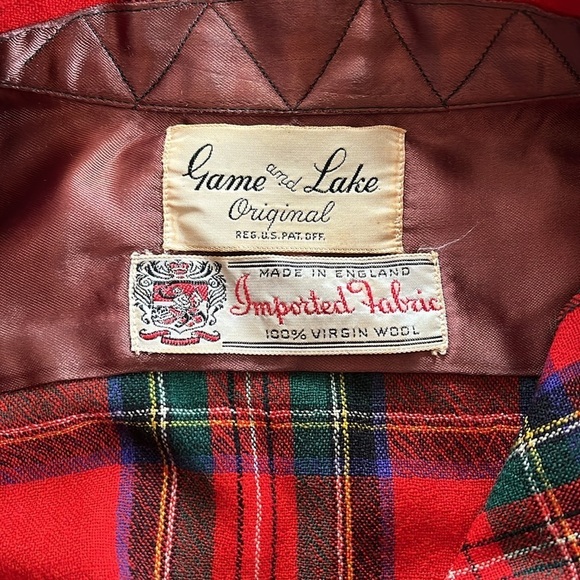 Game and Lake
Original
REG.U.S.PAT.OFF.
MADE IN ENGLAND
Imported Fabric
100% VIRGIN WOOL